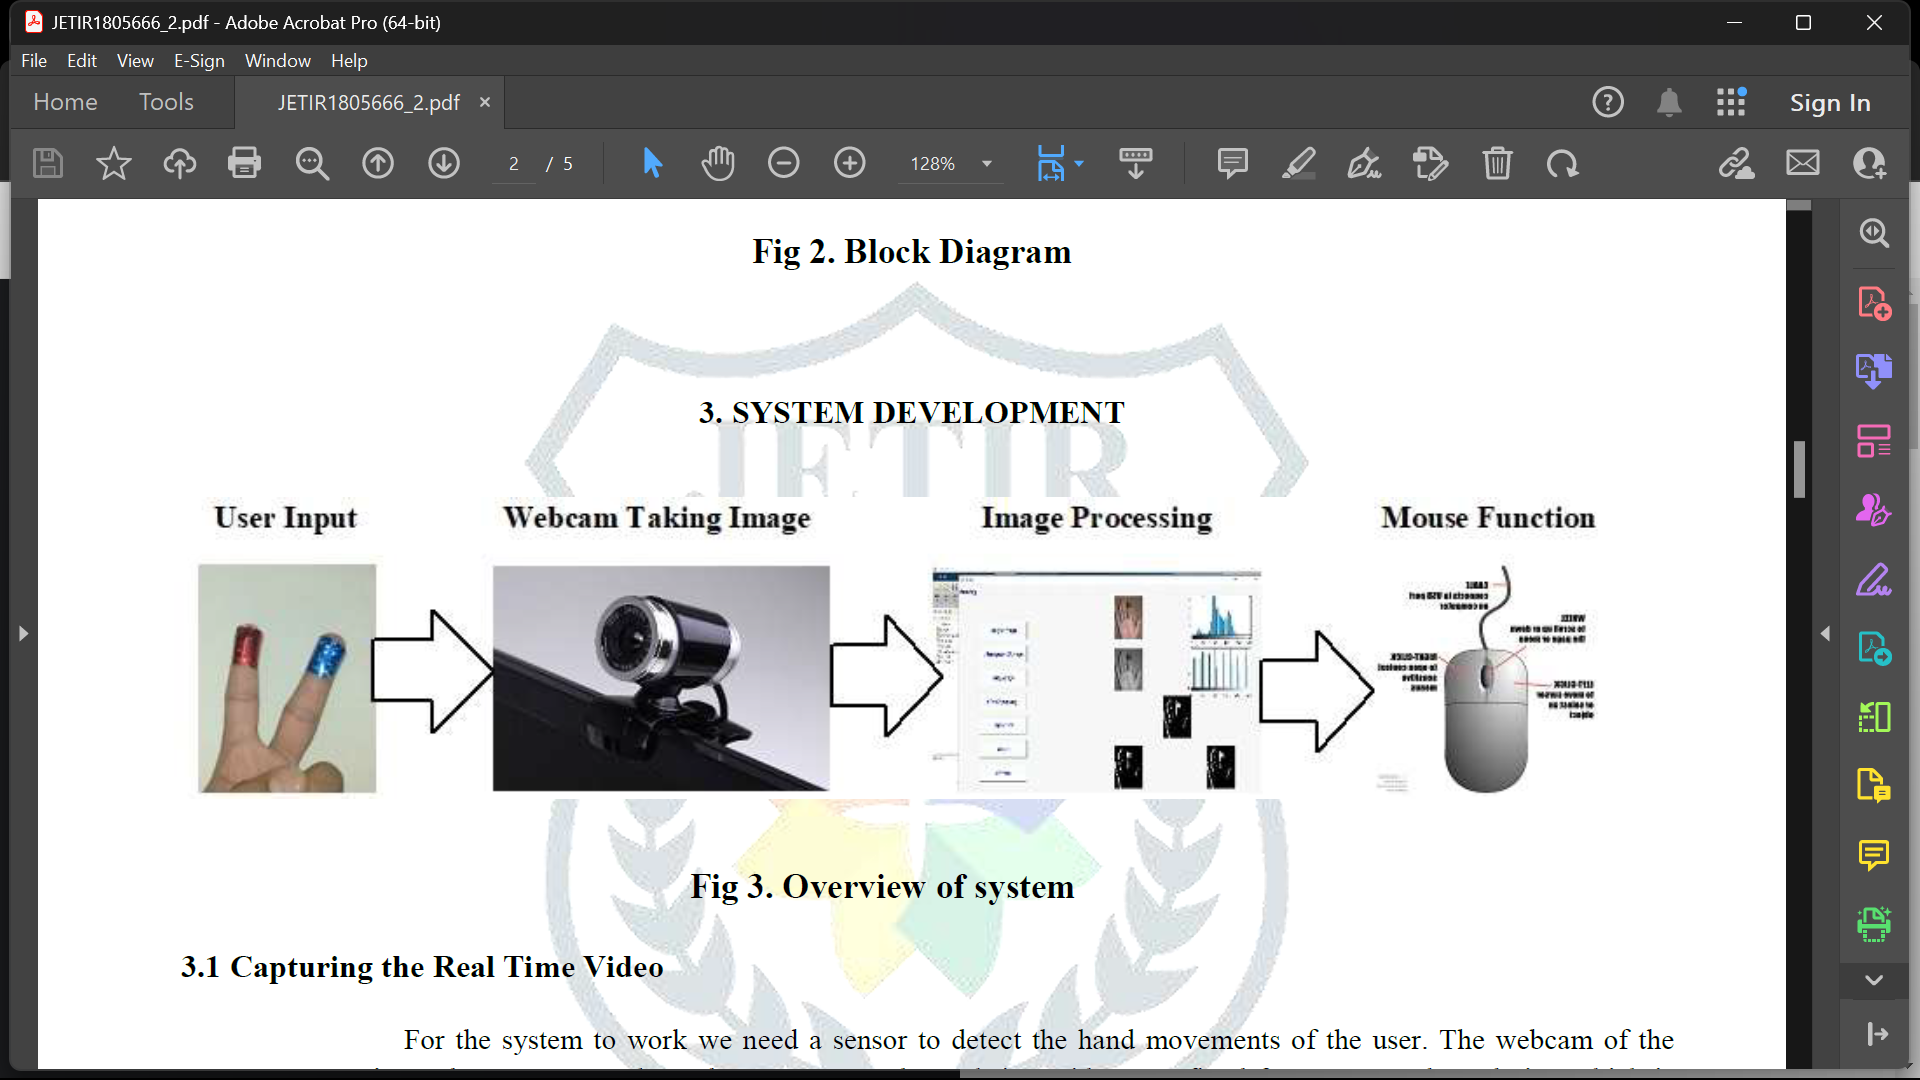 JETIR1805666_2.pdf - Adobe Acrobat Pro (64-bit)
File Edit View E-Sign Window Help
Home Tools JETIR1805666_2.pdf × Sign In
2 / 5 128%
Fig 2. Block Diagram
JETIR
3. SYSTEM DEVELOPMENT
User Input Webcam Taking Image Image Processing Mouse Function
Fig 3. Overview of system
3.1 Capturing the Real Time Video
For the system to work we need a sensor to detect the hand movements of the user. The webcam of the